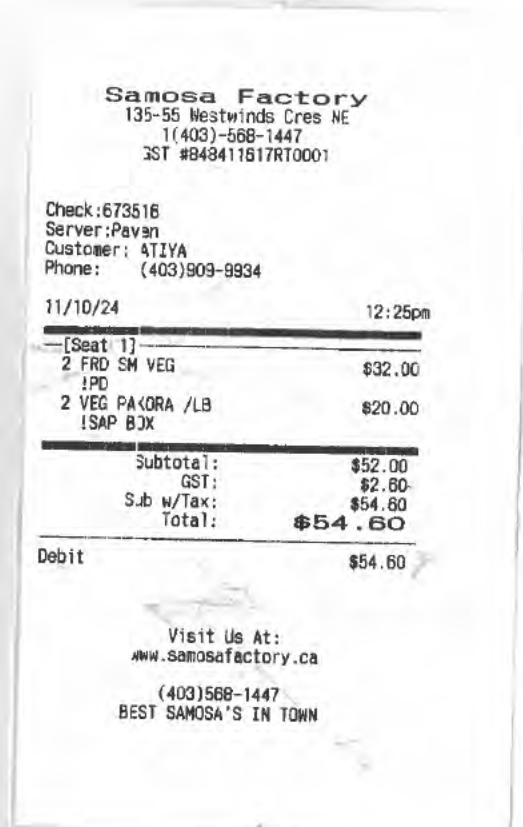 Samosa Factory
135-55 Westwinds Cres NE
1(403)-568-1447
GST #848411517RT0001
Check:673516
Server:Pavan
Customer: ATIYA
Phone: (403)909-9934
11/10/24 12:25pm
[Seat 1]
2 FRD SM VEG $32.00
!PD
2 VEG PAKORA /LB $20.00
!SAP BOX
Subtotal: $52.00
GST: $2.60
Sub w/Tax: $54.60
Total: $54.60
Debit $54.60
Visit Us At:
www.samosafactory.ca
(403)568-1447
BEST SAMOSA'S IN TOWN